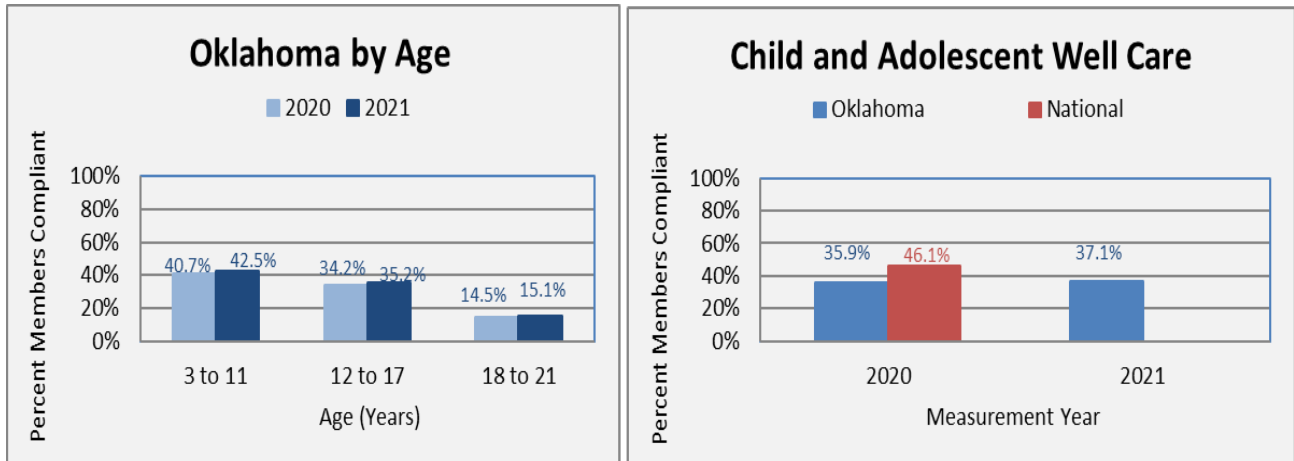 Oklahoma by Age
2020 2021
Percent Members Compliant
100%
80%
60%
40%
20%
0%
40.7% 42.5% 34.2% 35.2% 14.5% 15.1%
3 to 11 12 to 17 18 to 21
Age (Years)
Child and Adolescent Well Care
Oklahoma National
Percent Members Compliant
100%
80%
60%
40%
20%
0%
35.9% 46.1% 37.1%
2020 2021
Measurement Year